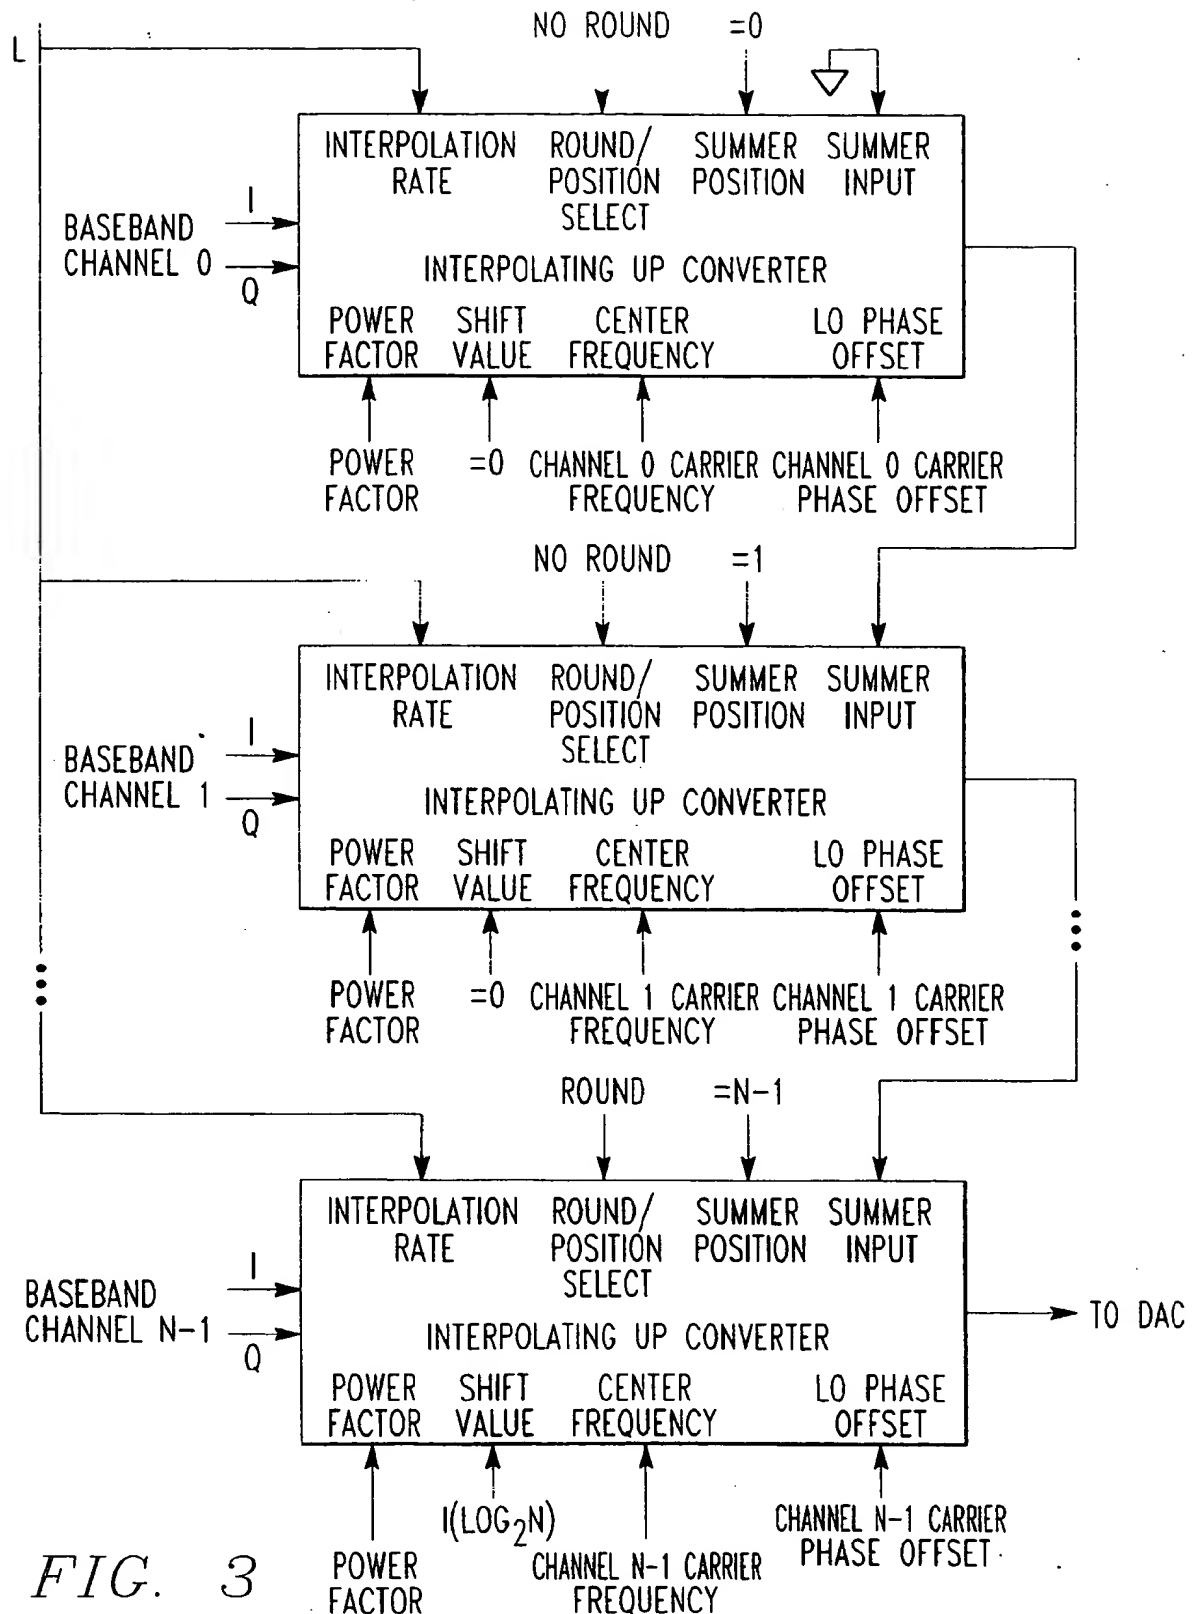 L
NO ROUND =0
INTERPOLATION RATE
ROUND/ POSITION SELECT
SUMMER POSITION
SUMMER INPUT
BASEBAND CHANNEL 0
I
Q
INTERPOLATING UP CONVERTER
POWER FACTOR
SHIFT VALUE
CENTER FREQUENCY
LO PHASE OFFSET
POWER FACTOR
=0
CHANNEL 0 CARRIER FREQUENCY
CHANNEL 0 CARRIER PHASE OFFSET
NO ROUND =1
INTERPOLATION RATE
ROUND/ POSITION SELECT
SUMMER POSITION
SUMMER INPUT
BASEBAND CHANNEL 1
I
Q
INTERPOLATING UP CONVERTER
POWER FACTOR
SHIFT VALUE
CENTER FREQUENCY
LO PHASE OFFSET
POWER FACTOR
=0
CHANNEL 1 CARRIER FREQUENCY
CHANNEL 1 CARRIER PHASE OFFSET
ROUND =N-1
INTERPOLATION RATE
ROUND/ POSITION SELECT
SUMMER POSITION
SUMMER INPUT
BASEBAND CHANNEL N-1
I
Q
INTERPOLATING UP CONVERTER
TO DAC
POWER FACTOR
SHIFT VALUE
CENTER FREQUENCY
LO PHASE OFFSET
POWER FACTOR
I(LOG₂N)
CHANNEL N-1 CARRIER FREQUENCY
CHANNEL N-1 CARRIER PHASE OFFSET
FIG. 3